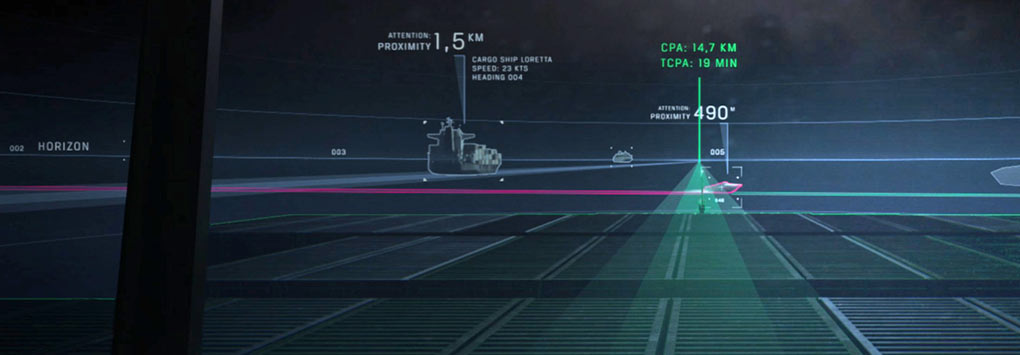 ATTENTION:
PROXIMITY 1,5 KM
CARGO SHIP LORETTA
SPEED: 23 KTS
HEADING 004
CPA: 14,7 KM
TCPA: 19 MIN
ATTENTION:
PROXIMITY 490 M
002 HORIZON
003
005